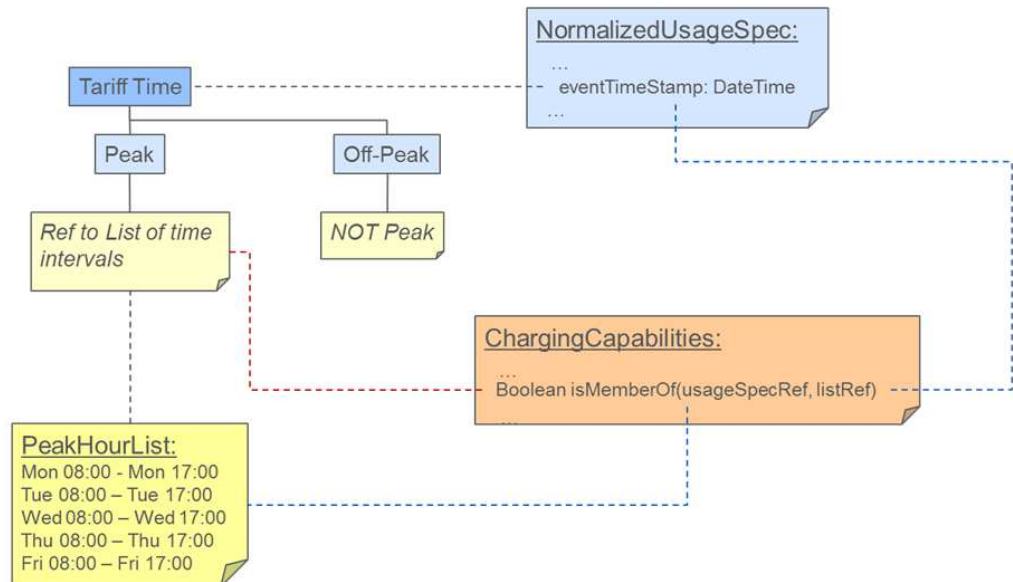 NormalizedUsageSpec:
...
eventTimeStamp: DateTime
...
Tariff Time
Peak
Off-Peak
Ref to List of time
intervals
NOT Peak
ChargingCapabilities:
...
Boolean isMemberOf(usageSpecRef, listRef)
...
PeakHourList:
Mon 08:00 - Mon 17:00
Tue 08:00 – Tue 17:00
Wed 08:00 – Wed 17:00
Thu 08:00 – Thu 17:00
Fri 08:00 – Fri 17:00